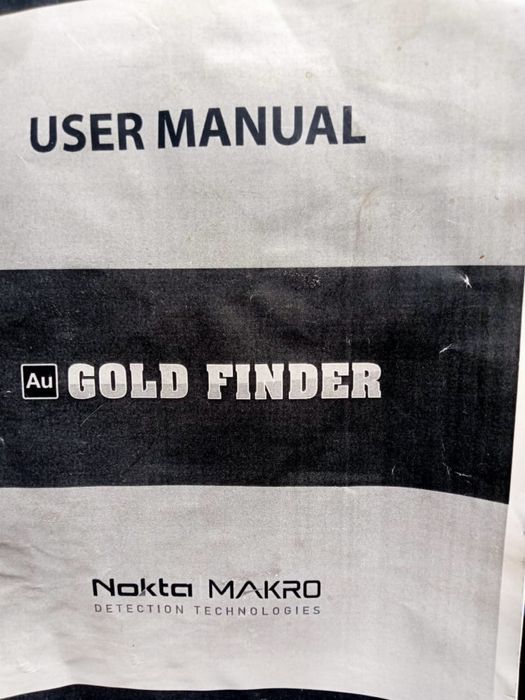 USER MANUAL
Au GOLD FINDER
Nokta MAKRO
DETECTION TECHNOLOGIES